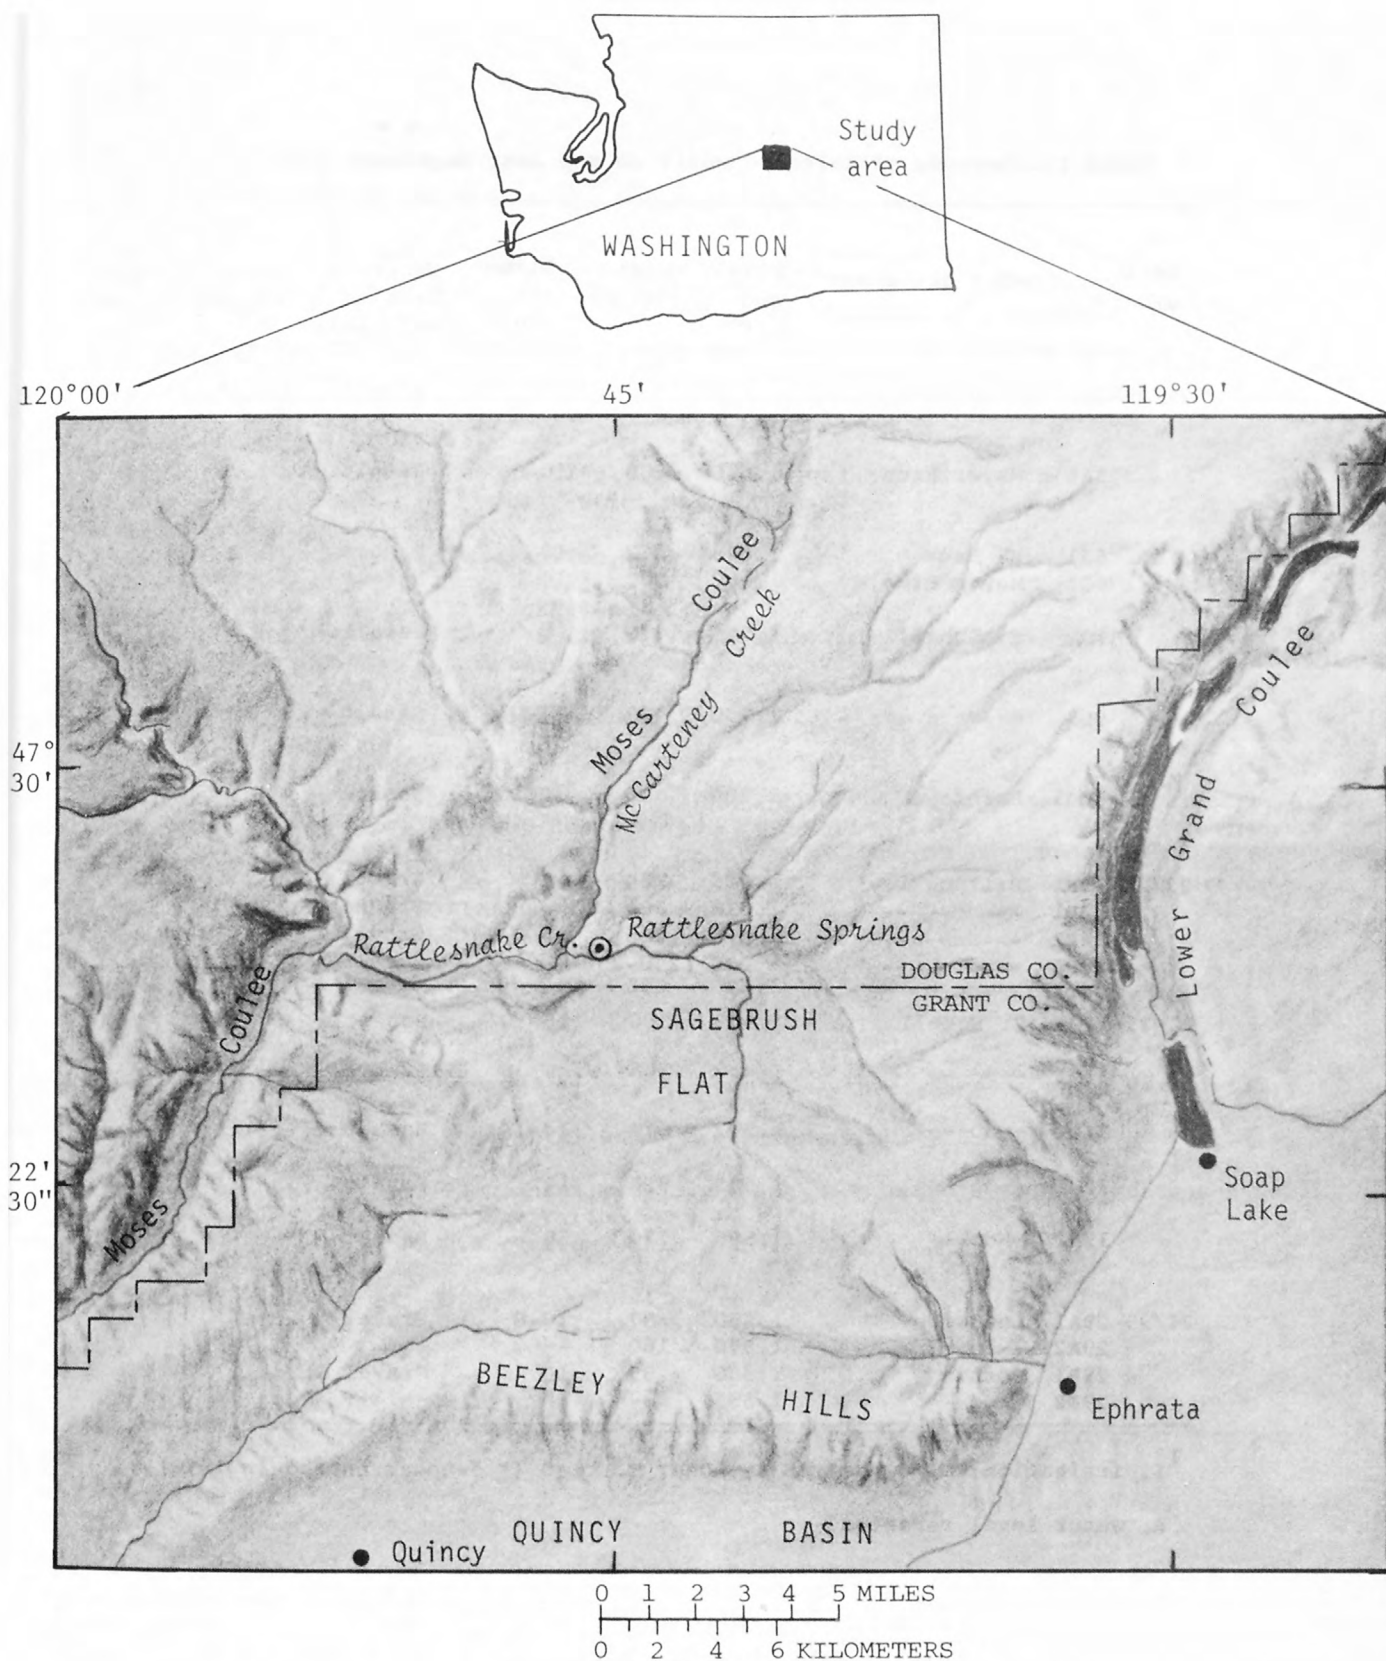 Study
area
WASHINGTON
120°00'
45'
119°30'
Coulee
Creek
Moses
McCarteney
Coulee
Grand
Lower
47°
30'
Rattlesnake Cr.
Rattlesnake Springs
DOUGLAS CO.
GRANT CO.
Coulee
SAGEBRUSH
FLAT
22'
30"
Moses
Soap
Lake
BEEZLEY HILLS
Ephrata
QUINCY BASIN
Quincy
0 1 2 3 4 5 MILES
0 2 4 6 KILOMETERS